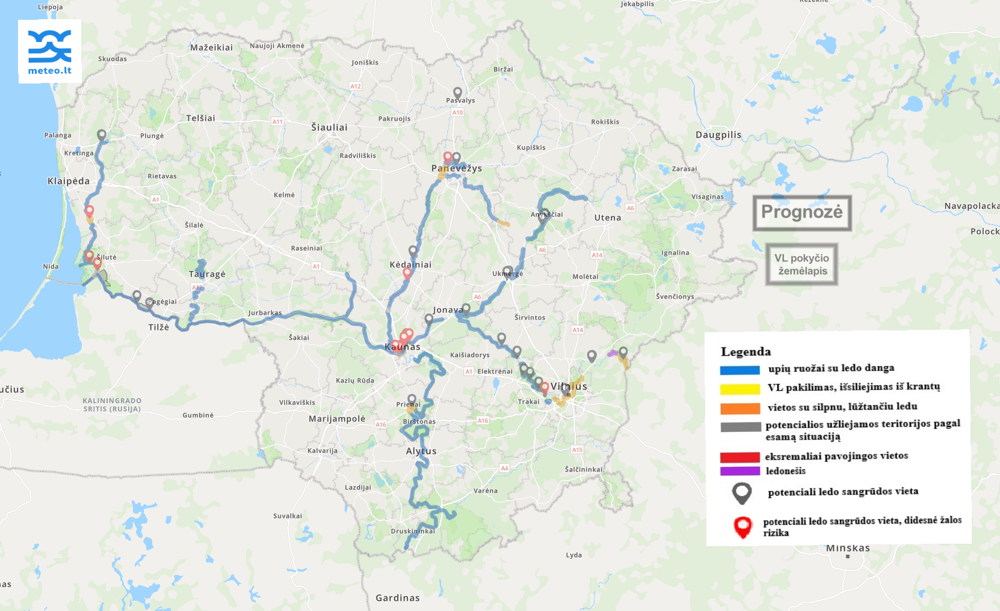 Liepoja
Jekabpilis
meteo.lt
Mažeikiai
Naujoji Akmenė
Skuodas
Joniškis
Biržai
A12
Pasvalys
A10
Telšiai
A11
Pakruojis
Šiauliai
Rokiškis
Palanga
Plungė
Daugpilis
Kretinga
Radviliškis
Kupiškis
Panevėžys
Zarasai
Rietavas
Klaipėda
A1
Kelmė
Visaginas
Prognozė
Navapolacka
A6
Anykščiai
Utena
Šilalė
Polock
Raseiniai
A6
A14
Ignalina
Šilutė
VL pokyčio
žemėlapis
Nida
A1
Kėdainiai
Tauragė
Ukmergė
Molėtai
A12
A6
Švenčionys
Pagėgiai
Jonava
Jurbarkas
Širvintos
Tilžė
A14
Šakiai
Kaunas
Kaišiadorys
Legenda
upių ruožai su ledo danga
VL pakilimas, išsiliejimas iš krantų
vietos su silpnu, lūžtančiu ledu
potencialios užliejamos teritorijos pagal
esamą situaciją
eksremaliai pavojingos vietos
ledonešis
potenciali ledo sangrūdos vieta
potenciali ledo sangrūdos vieta, didesnė žalos
rizika
A1
Elektrėnai
Kazlų Rūda
Vilnius
učius
KALININGRADO
SRITIS (RUSIJA)
Vilkaviškis
Prienai
Trakai
Gumbinė
Marijampolė
A16
Birštonas
A16
Kalvarija
Alytus
A15
A4
Šalčininkai
Lazdijai
Varėna
Suvalkai
Druskininkai
Lyda
Minskas
nas
Gardinas